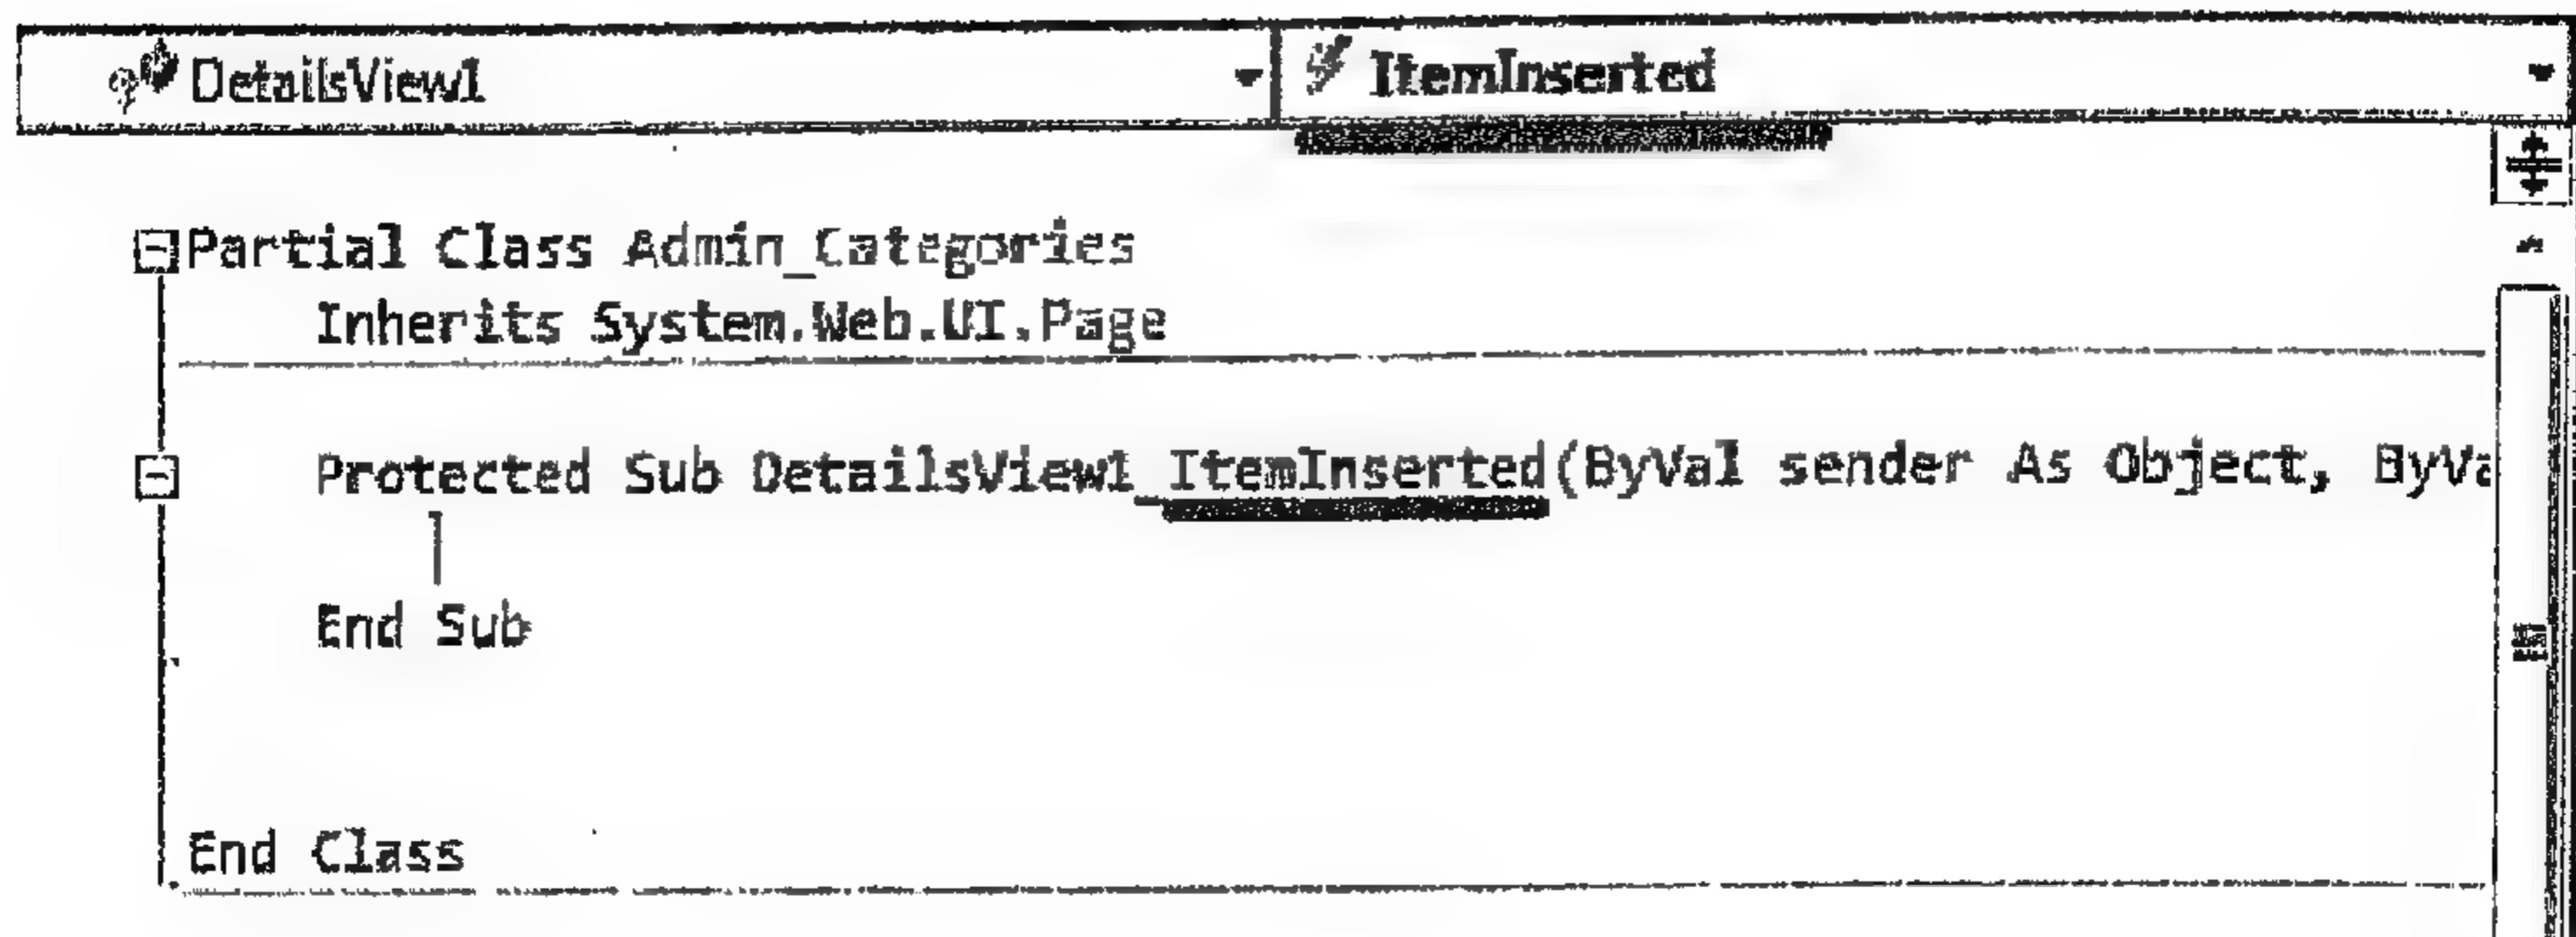 DetailsView1 ItemInserted
Partial Class Admin_Categories
Inherits System.Web.UI.Page
Protected Sub DetailsView1_ItemInserted(ByVal sender As Object, ByVa
End Sub
End Class